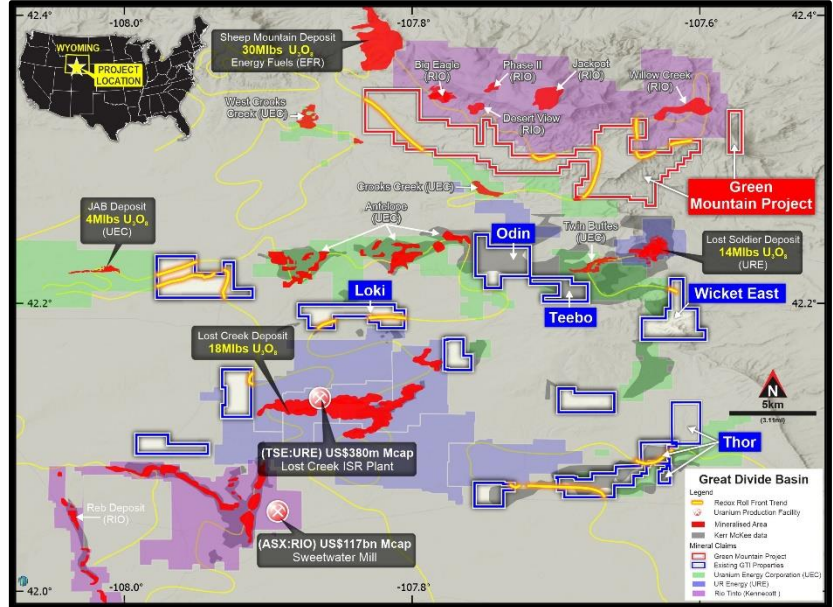 42.4°
-108.0°
-107.8°
-107.6°
42.4°
WYOMING
PROJECT
LOCATION
Sheep Mountain Deposit
30Mlbs U₃O₈
Energy Fuels (EFR)
Big Eagle
(RIO)
Phase II
(RIO)
Jackpot
(RIO)
Willow Creek
(RIO)
Desert View
(RIO)
West Crooks
Creek (UEC)
Crooks Creek (UEC)
Green
Mountain Project
JAB Deposit
4Mlbs U₃O₈
(UEC)
Antelope
(UEC)
Odin
Twin Buttes
(UEC)
Lost Soldier Deposit
14Mlbs U₃O₈
(URE)
42.2°
Loki
Teebo
Wicket East
42.2°
Lost Creek Deposit
18Mlbs U₃O₈
N
5km
(3.11mi)
(TSE:URE) US$380m Mcap
Lost Creek ISR Plant
Thor
Reb Deposit
(RIO)
(ASX:RIO) US$117bn Mcap
Sweetwater Mill
Great Divide Basin
Legend
Redox Roll Front Trend
Uranium Production Facility
Mineralised Area
Kerr McKee data
Mineral Claims
Green Mountain Project
Existing GTI Properties
Uranium Energy Corporation (UEC)
UR Energy (URE)
Rio Tinto (Kennecott)
42.0°
-108.0°
-107.8°